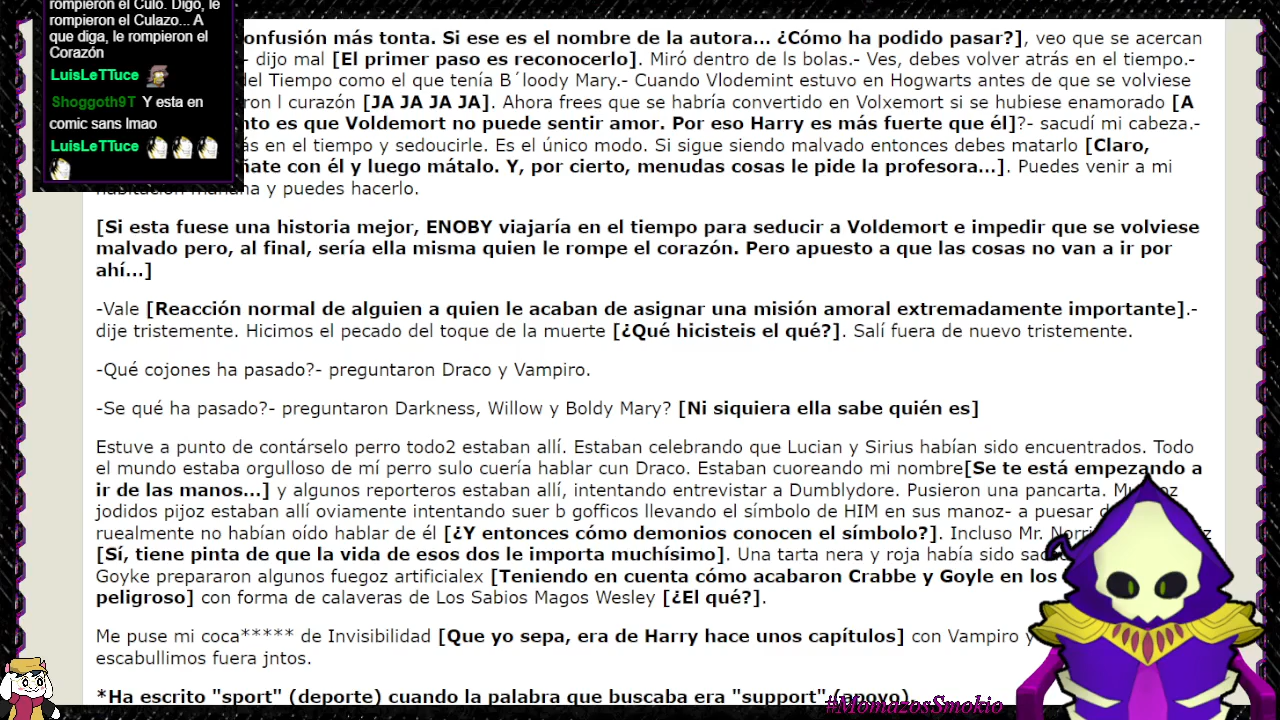 rompieron el Culo. Digo, le
rompieron el Culazo... A
que diga, le rompieron el
Corazón
LuisLeTTuce
Shoggoth9T Y esta en
comic sans lmao
LuisLeTTuce
onfusión más tonta. Si ese es el nombre de la autora... ¿Cómo ha podido pasar?], veo que se acercan
- dijo mal [El primer paso es reconocerlo]. Miró dentro de ls bolas.- Ves, debes volver atrás en el tiempo.-
del Tiempo como el que tenía B´loody Mary.- Cuando Vlodemint estuvo en Hogwarts antes de que se volviese
ron l curazón [JA JA JA JA]. Ahora frees que se habría convertido en Volxemort si se hubiese enamorado [A
nto es que Voldemort no puede sentir amor. Por eso Harry es más fuerte que él]?- sacudí mi cabeza.-
ás en el tiempo y sedoucirle. Es el único modo. Si sigue siendo malvado entonces debes matarlo [Claro,
ñate con él y luego mátalo. Y, por cierto, menudas cosas le pide la profesora...]. Puedes venir a mi
habitación mañana y puedes hacerlo.
[Si esta fuese una historia mejor, ENOBY viajaría en el tiempo para seducir a Voldemort e impedir que se volviese
malvado pero, al final, sería ella misma quien le rompe el corazón. Pero apuesto a que las cosas no van a ir por
ahí...]
-Vale [Reacción normal de alguien a quien le acaban de asignar una misión amoral extremadamente importante].-
dije tristemente. Hicimos el pecado del toque de la muerte [¿Qué hicisteis el qué?]. Salí fuera de nuevo tristemente.
-Qué cojones ha pasado?- preguntaron Draco y Vampiro.
-Se qué ha pasado?- preguntaron Darkness, Willow y Boldy Mary? [Ni siquiera ella sabe quién es]
Estuve a punto de contárselo perro todo2 estaban allí. Estaban celebrando que Lucian y Sirius habían sido encuentrados. Todo
el mundo estaba orgulloso de mí perro sulo cuería hablar cun Draco. Estaban cuoreando mi nombre[Se te está empezando a
ir de las manos...] y algunos reporteros estaban allí, intentando entrevistar a Dumblydore. Pusieron una pancarta. Mu
jodidos pijoz estaban allí oviamente intentando suer b gofficos llevando el símbolo de HIM en sus manoz- a puesar d
ruealmente no habían oído hablar de él [¿Y entonces cómo demonios conocen el símbolo?]. Incluso Mr. Norri
[Sí, tiene pinta de que la vida de esos dos le importa muchísimo]. Una tarta nera y roja había sido sac
Goyke prepararon algunos fuegoz artificialex [Teniendo en cuenta cómo acabaron Crabbe y Goyle en los
peligroso] con forma de calaveras de Los Sabios Magos Wesley [¿El qué?].
Me puse mi coca***** de Invisibilidad [Que yo sepa, era de Harry hace unos capítulos] con Vampiro y
escabullimos fuera jntos.
*Ha escrito "sport" (deporte) cuando la palabra que buscaba era "support" (apoyo).
#MomazosSmokio